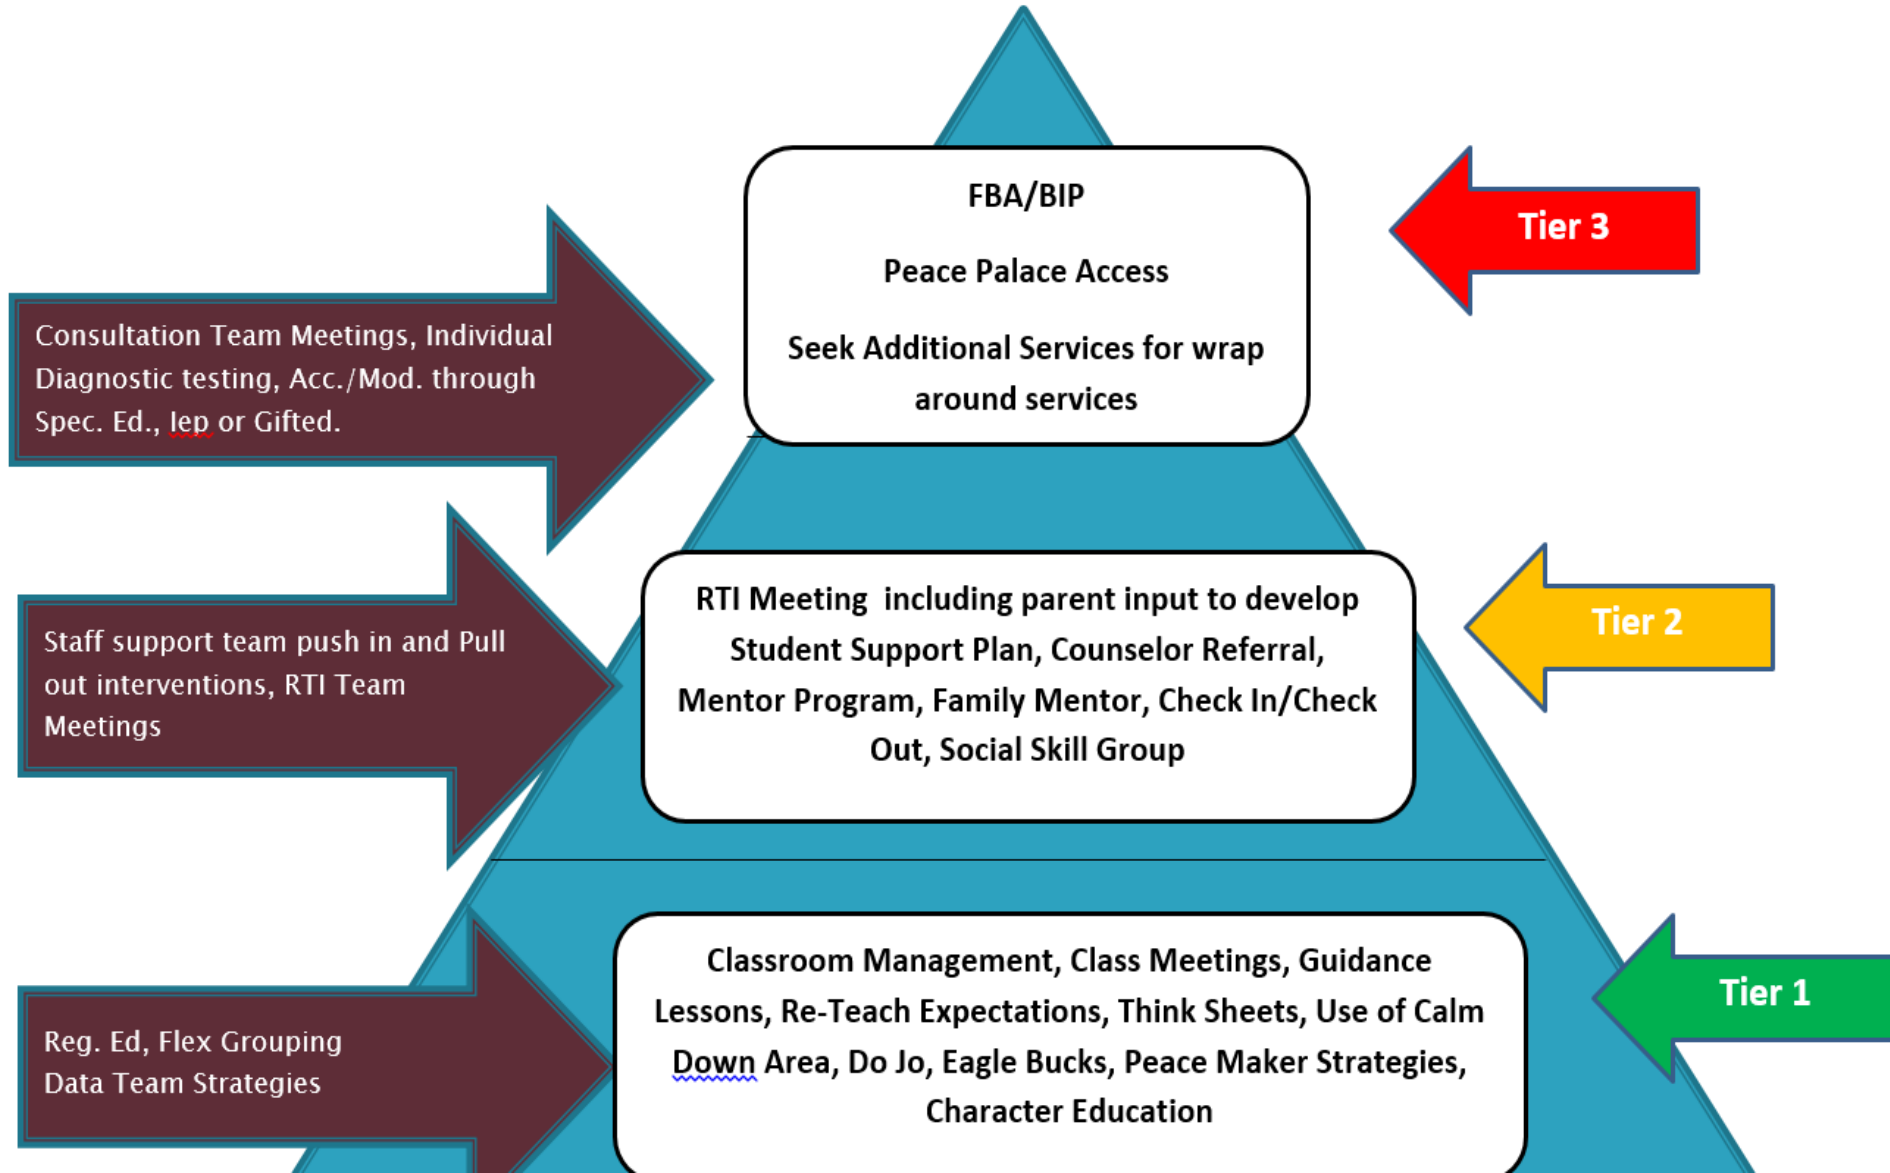 FBA/BIP
Peace Palace Access
Seek Additional Services for wrap
around services
Tier 3
Consultation Team Meetings, Individual
Diagnostic testing, Acc./Mod. through
Spec. Ed., Iep or Gifted.
RTI Meeting  including parent input to develop
Student Support Plan, Counselor Referral,
Mentor Program, Family Mentor, Check In/Check
Out, Social Skill Group
Tier 2
Staff support team push in and Pull
out interventions, RTI Team
Meetings
Classroom Management, Class Meetings, Guidance
Lessons, Re-Teach Expectations, Think Sheets, Use of Calm
Down Area, Do Jo, Eagle Bucks, Peace Maker Strategies,
Character Education
Tier 1
Reg. Ed, Flex Grouping
Data Team Strategies